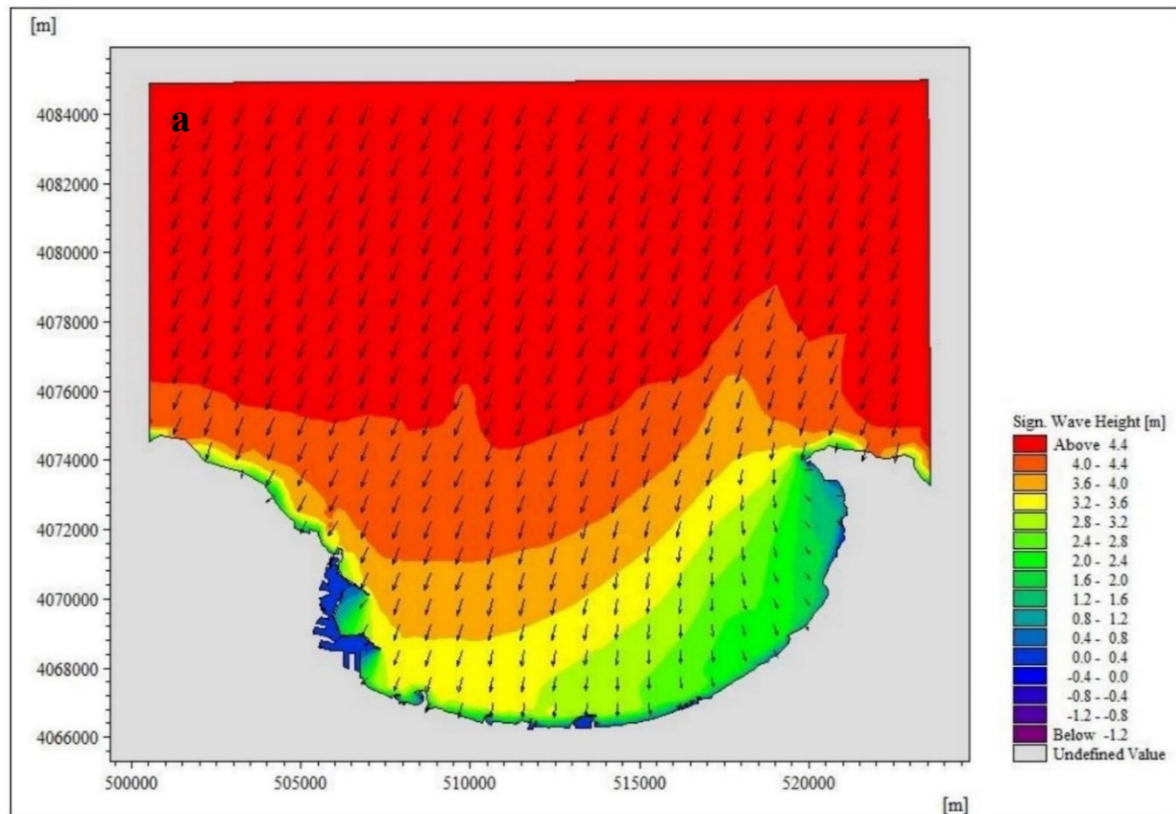 [m]
a
4084000
4082000
4080000
4078000
4076000
4074000
4072000
4070000
4068000
4066000
500000 505000 510000 515000 520000
[m]
Sign. Wave Height [m]
Above 4.4
4.0 - 4.4
3.6 - 4.0
3.2 - 3.6
2.8 - 3.2
2.4 - 2.8
2.0 - 2.4
1.6 - 2.0
1.2 - 1.6
0.8 - 1.2
0.4 - 0.8
0.0 - 0.4
-0.4 - 0.0
-0.8 - -0.4
-1.2 - -0.8
Below -1.2
Undefined Value